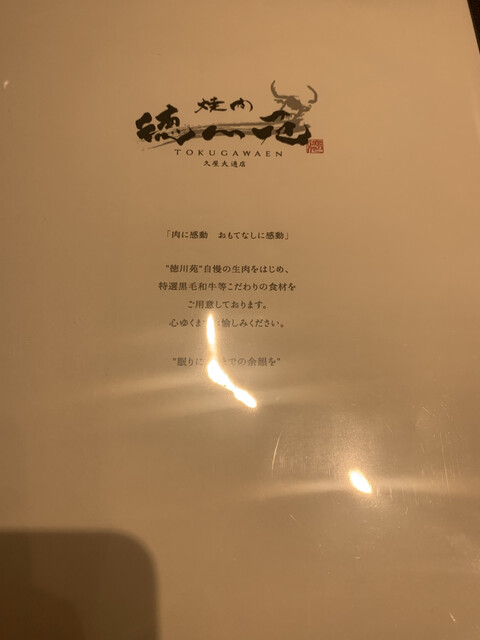 焼肉
徳川苑
TOKUGAWAEN
久屋大通店
「肉に感動　おもてなしに感動」
"徳川苑"自慢の生肉をはじめ、
特選黒毛和牛等こだわりの食材を
ご用意しております。
心ゆくま 愉しみください。
"眠りに での余韻を"